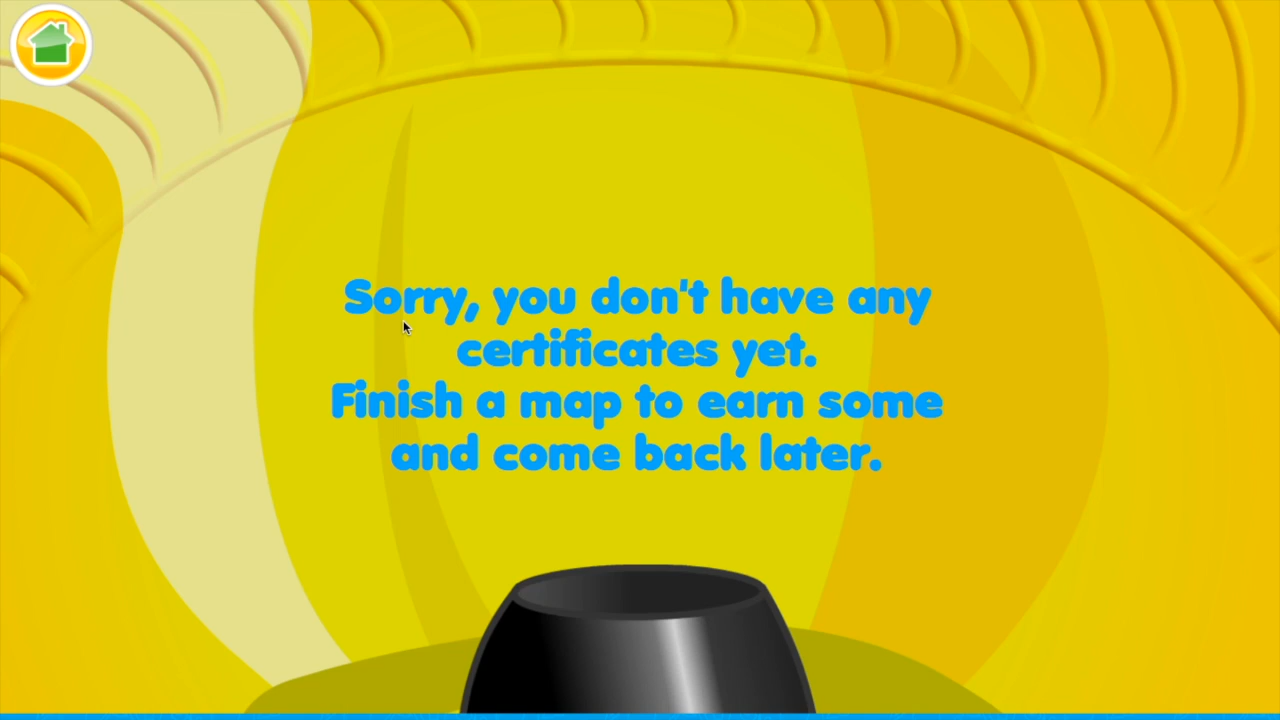 Sorry, you don't have any
certificates yet.
Finish a map to earn some
and come back later.